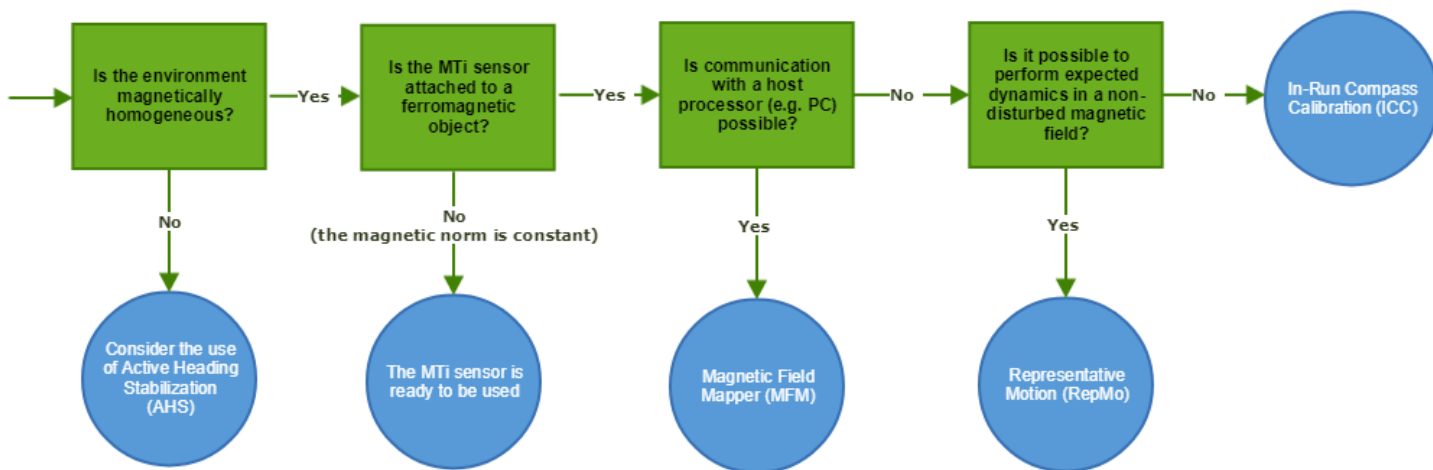 Is the environment
magnetically
homogeneous?
Yes
Is the MTi sensor
attached to a
ferromagnetic
object?
Yes
Is communication
with a host
processor (e.g. PC)
possible?
No
Is it possible to
perform expected
dynamics in a non-
disturbed magnetic
field?
No
In-Run Compass
Calibration (ICC)
No
No
(the magnetic norm is constant)
Yes
Yes
Consider the use
of Active Heading
Stabilization
(AHS)
The MTi sensor is
ready to be used
Magnetic Field
Mapper (MFM)
Representative
Motion (RepMo)